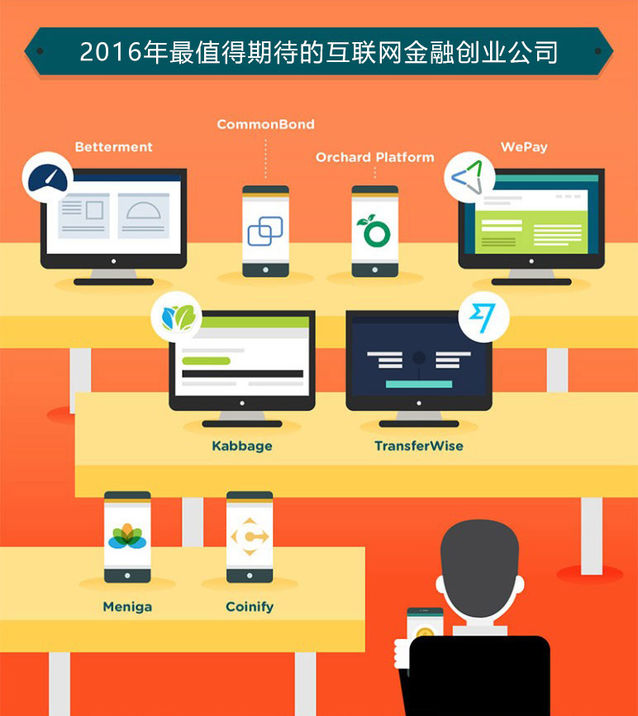 2016年最值得期待的互联网金融创业公司
CommonBond
Betterment
Orchard Platform
WePay
Kabbage
TransferWise
Meniga
Coinify